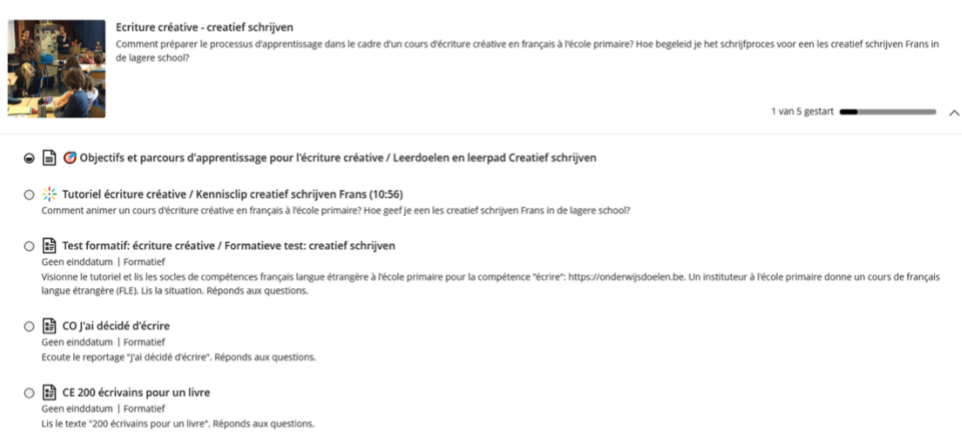 Ecriture créative - creatief schrijven
Comment préparer le processus d'apprentissage dans le cadre d'un cours d'écriture créative en français à l'école primaire? Hoe begeleid je het schrijfproces voor een les creatief schrijven Frans in
de lagere school?
1 van 5 gestart
Objectifs et parcours d'apprentissage pour l'écriture créative / Leerdoelen en leerpad Creatief schrijven
Tutoriel écriture créative / Kennisclip creatief schrijven Frans (10:56)
Comment animer un cours d'écriture créative en français à l'école primaire? Hoe geef je een les creatief schrijven Frans in de lagere school?
Test formatif: écriture créative / Formatieve test: creatief schrijven
Geen einddatum | Formatief
Visionne le tutoriel et lis les socles de compétences français langue étrangère à l'école primaire pour la compétence "écrire": https://onderwijsdoelen.be. Un instituteur à l'école primaire donne un cours de français
langue étrangère (FLE). Lis la situation. Réponds aux questions.
CO J'ai décidé d'écrire
Geen einddatum | Formatief
Ecoute le reportage "J'ai décidé d'écrire". Réponds aux questions.
CE 200 écrivains pour un livre
Geen einddatum | Formatief
Lis le texte "200 écrivains pour un livre". Réponds aux questions.